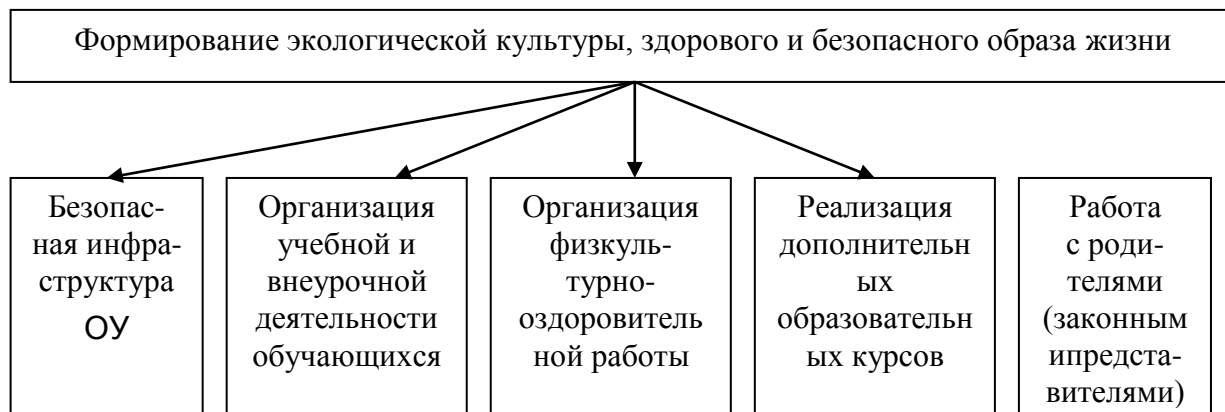 Формирование экологической культуры, здорового и безопасного образа жизни
Безопас-
ная инфра-
структура
ОУ
Организация
учебной и
внеурочной
деятельности
обучающихся
Организация
физкуль-
турно-
оздоровитель
ной работы
Реализация
дополнительн
ых
образовательн
ых курсов
Работа
с роди-
телями
(законным
ипредста-
вителями)